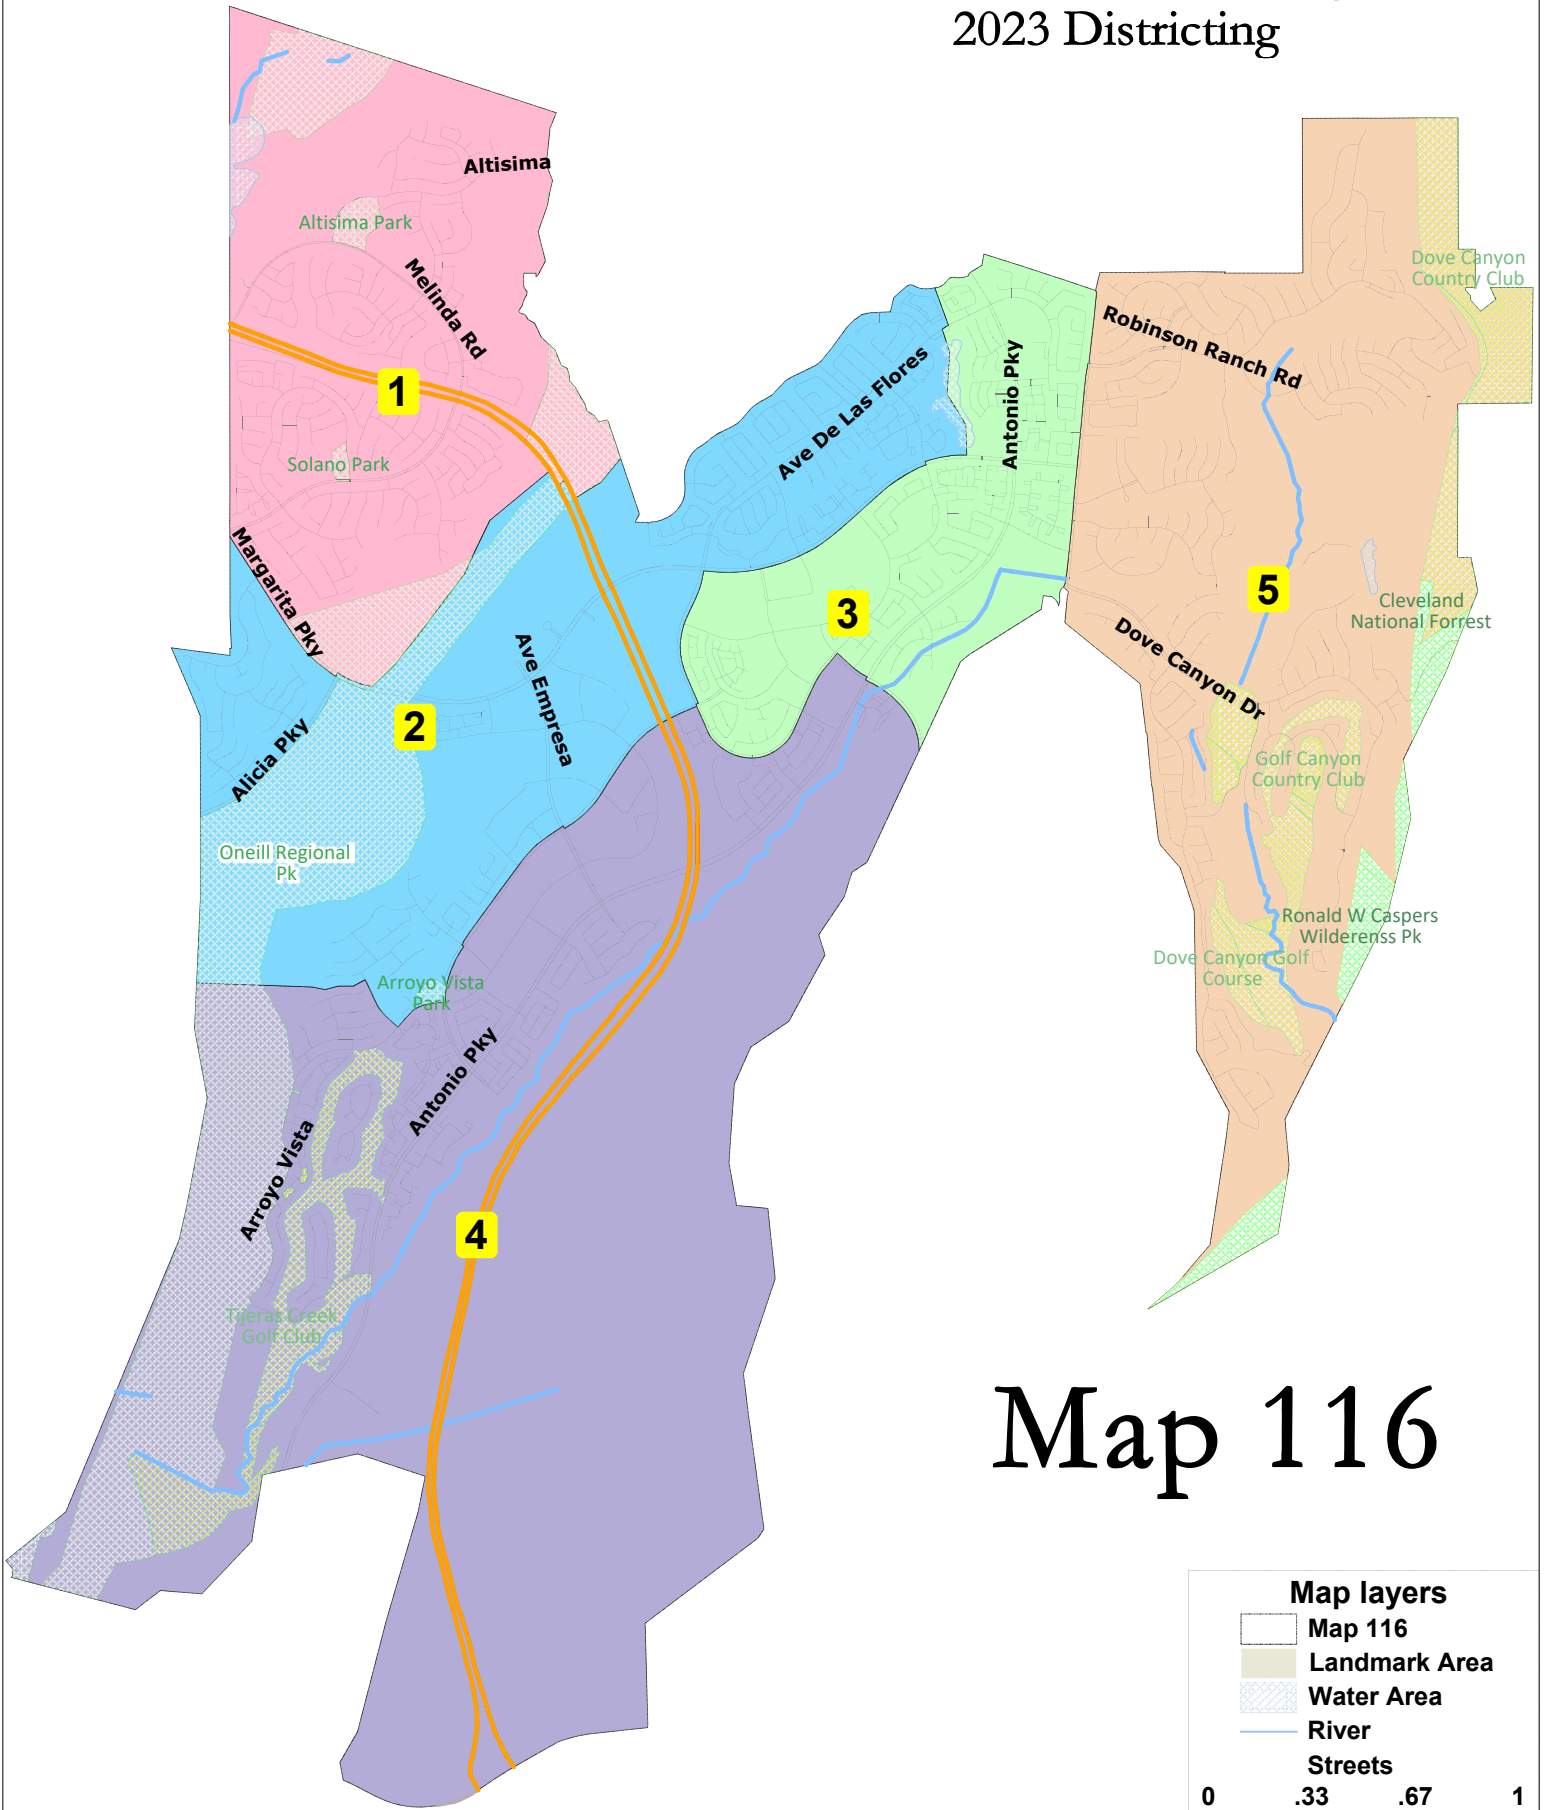 2023 Districting
Altisima
Altisima Park
Melinda Rd
1
Solano Park
Margarita Pky
Dove Canyon
Country Club
Robinson Ranch Rd
Antonio Pky
Ave De Las Flores
3
5
Cleveland
National Forrest
Dove Canyon Dr
Ave Empresa
2
Alicia Pky
Golf Canyon
Country Club
Oneill Regional
Pk
Ronald W Caspers
Wilderenss Pk
Dove Canyon Golf
Course
Arroyo Vista
Park
Antonio Pky
Arroyo Vista
4
Tijeras Creek
Golf Club
Map 116
Map layers
Map 116
Landmark Area
Water Area
River
Streets
0 .33 .67 1